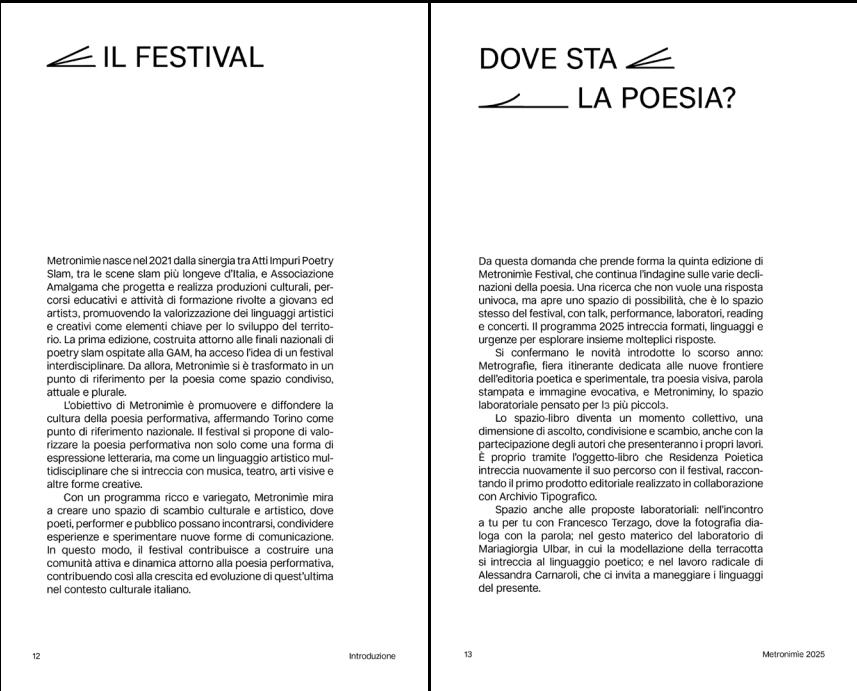 IL FESTIVAL
Metronimìe nasce nel 2021 dalla sinergia tra Atti Impuri Poetry
Slam, tra le scene slam più longeve d'Italia, e Associazione
Amalgama che progetta e realizza produzioni culturali, per-
corsi educativi e attività di formazione rivolte a giovanɜ ed
artistɜ, promuovendo la valorizzazione dei linguaggi artistici
e creativi come elementi chiave per lo sviluppo del territo-
rio. La prima edizione, costruita attorno alle finali nazionali di
poetry slam ospitate alla GAM, ha acceso l'idea di un festival
interdisciplinare. Da allora, Metronimìe si è trasformato in un
punto di riferimento per la poesia come spazio condiviso,
attuale e plurale.
L'obiettivo di Metronimìe è promuovere e diffondere la
cultura della poesia performativa, affermando Torino come
punto di riferimento nazionale. Il festival si propone di valo-
rizzare la poesia performativa non solo come una forma di
espressione letteraria, ma come un linguaggio artistico mul-
tidisciplinare che si intreccia con musica, teatro, arti visive e
altre forme creative.
Con un programma ricco e variegato, Metronimìe mira
a creare uno spazio di scambio culturale e artistico, dove
poeti, performer e pubblico possano incontrarsi, condividere
esperienze e sperimentare nuove forme di comunicazione.
In questo modo, il festival contribuisce a costruire una
comunità attiva e dinamica attorno alla poesia performativa,
contribuendo così alla crescita ed evoluzione di quest'ultima
nel contesto culturale italiano.
12
Introduzione
DOVE STA
LA POESIA?
Da questa domanda che prende forma la quinta edizione di
Metronimìe Festival, che continua l'indagine sulle varie decli-
nazioni della poesia. Una ricerca che non vuole una risposta
univoca, ma apre uno spazio di possibilità, che è lo spazio
stesso del festival, con talk, performance, laboratori, reading
e concerti. Il programma 2025 intreccia formati, linguaggi e
urgenze per esplorare insieme molteplici risposte.
Si confermano le novità introdotte lo scorso anno:
Metrografie, fiera itinerante dedicata alle nuove frontiere
dell'editoria poetica e sperimentale, tra poesia visiva, parola
stampata e immagine evocativa, e Metroniminy, lo spazio
laboratoriale pensato per lɜ più piccolɜ.
Lo spazio-libro diventa un momento collettivo, una
dimensione di ascolto, condivisione e scambio, anche con la
partecipazione degli autori che presenteranno i propri lavori.
È proprio tramite l'oggetto-libro che Residenza Poietica
intreccia nuovamente il suo percorso con il festival, raccon-
tando il primo prodotto editoriale realizzato in collaborazione
con Archivio Tipografico.
Spazio anche alle proposte laboratoriali: nell'incontro
a tu per tu con Francesco Terzago, dove la fotografia dia-
loga con la parola; nel gesto materico del laboratorio di
Mariagiorgia Ulbar, in cui la modellazione della terracotta
si intreccia al linguaggio poetico; e nel lavoro radicale di
Alessandra Carnaroli, che ci invita a maneggiare i linguaggi
del presente.
13
Metronimìe 2025